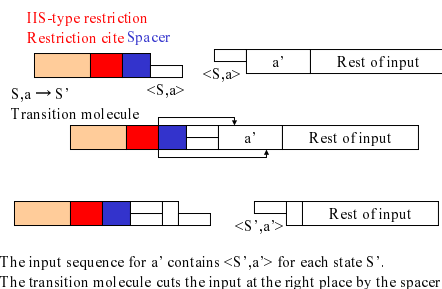 IIS-type restriction
Restriction cite Spacer
a’ Rest of input
<S,a>
<S,a>
S,a → S’
Transition molecule
a’ Rest of input
<S’,a’>
Rest of input
The input sequence for a’ contains <S’,a’> for each state S’.
The transition molecule cuts the input at the right place by the spacer